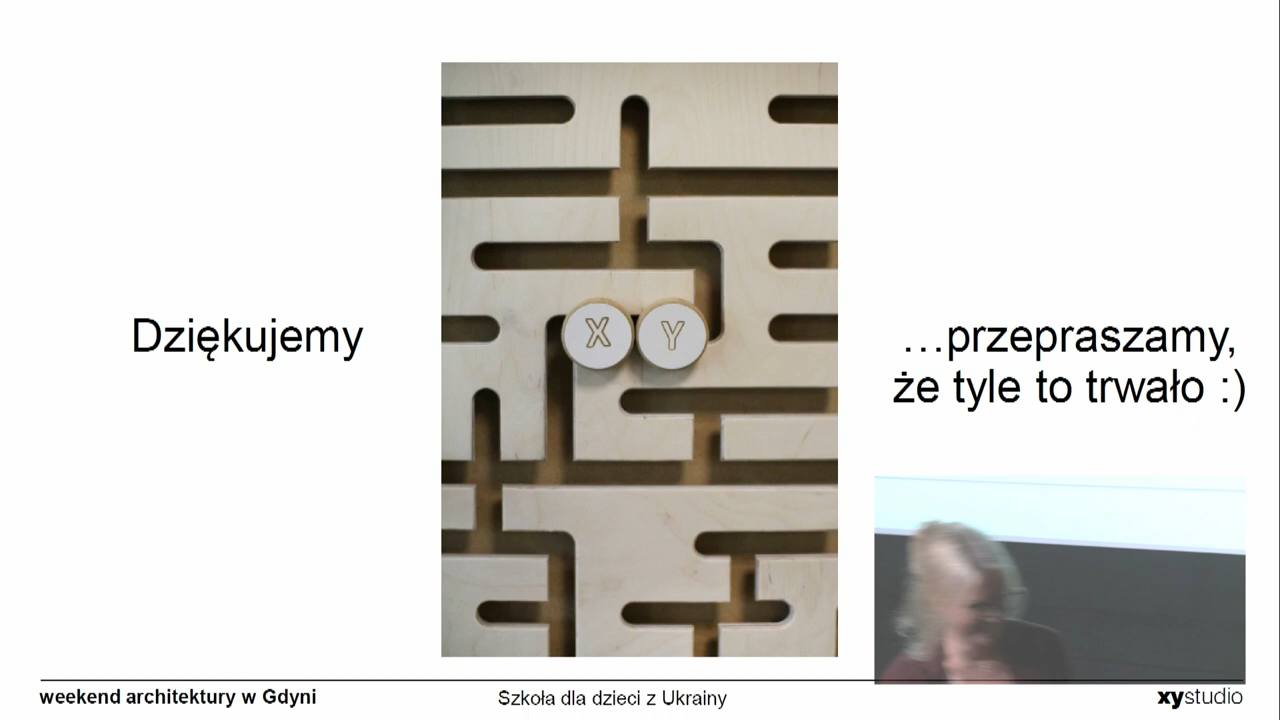 Dziękujemy
X Y
…przepraszamy,
że tyle to trwało :)
weekend architektury w Gdyni
Szkoła dla dzieci z Ukrainy
xystudio